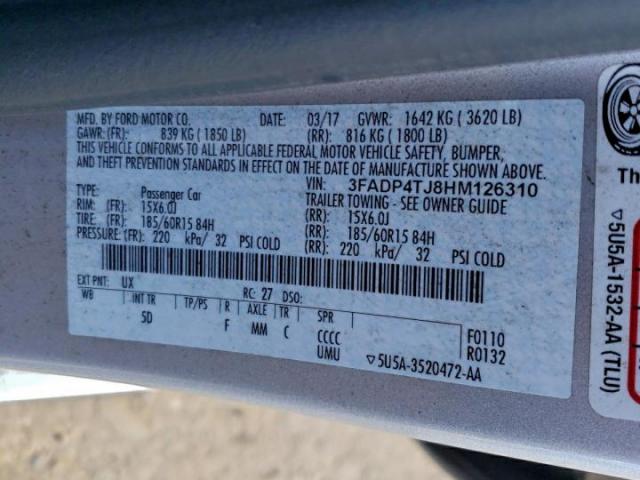 MFD. BY FORD MOTOR CO. DATE: 03/17 GVWR: 1642 KG ( 3620 LB)
GAWR: (FR): 839 KG ( 1850 LB) (RR): 816 KG ( 1800 LB)
THIS VEHICLE CONFORMS TO ALL APPLICABLE FEDERAL MOTOR VEHICLE SAFETY, BUMPER,
AND THEFT PREVENTION STANDARDS IN EFFECT ON THE DATE OF MANUFACTURE SHOWN ABOVE.
VIN: 3FADP4TJ8HM126310
TYPE: Passenger Car TRAILER TOWING - SEE OWNER GUIDE
RIM: (FR): 15X6.0J (RR): 15X6.0J
TIRE: (FR): 185/60R15 84H (RR): 185/60R15 84H
PRESSURE: (FR): 220 kPa/ 32 PSI COLD (RR): 220 kPa/ 32 PSI COLD
EXT PNT: UX RC: 27 DSO:
WB INT TR TP/PS R AXLE TR SPR
5D F MM C CCCC F0110
UMU R0132
▽5U5A-3520472-AA
Th
▽5U5A-1532-AA (TLU)